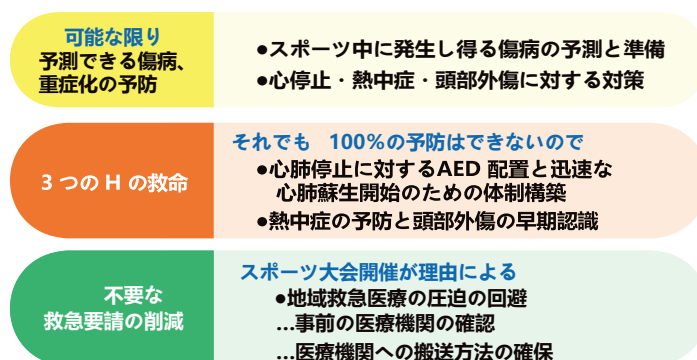 可能な限り
予測できる傷病、
重症化の予防
●スポーツ中に発生し得る傷病の予測と準備
●心停止・熱中症・頭部外傷に対する対策
3つのHの救命
それでも 100%の予防はできないので
●心肺停止に対するAED 配置と迅速な
心肺蘇生開始のための体制構築
●熱中症の予防と頭部外傷の早期認識
不要な
救急要請の削減
スポーツ大会開催が理由による
●地域救急医療の圧迫の回避
…事前の医療機関の確認
…医療機関への搬送方法の確保